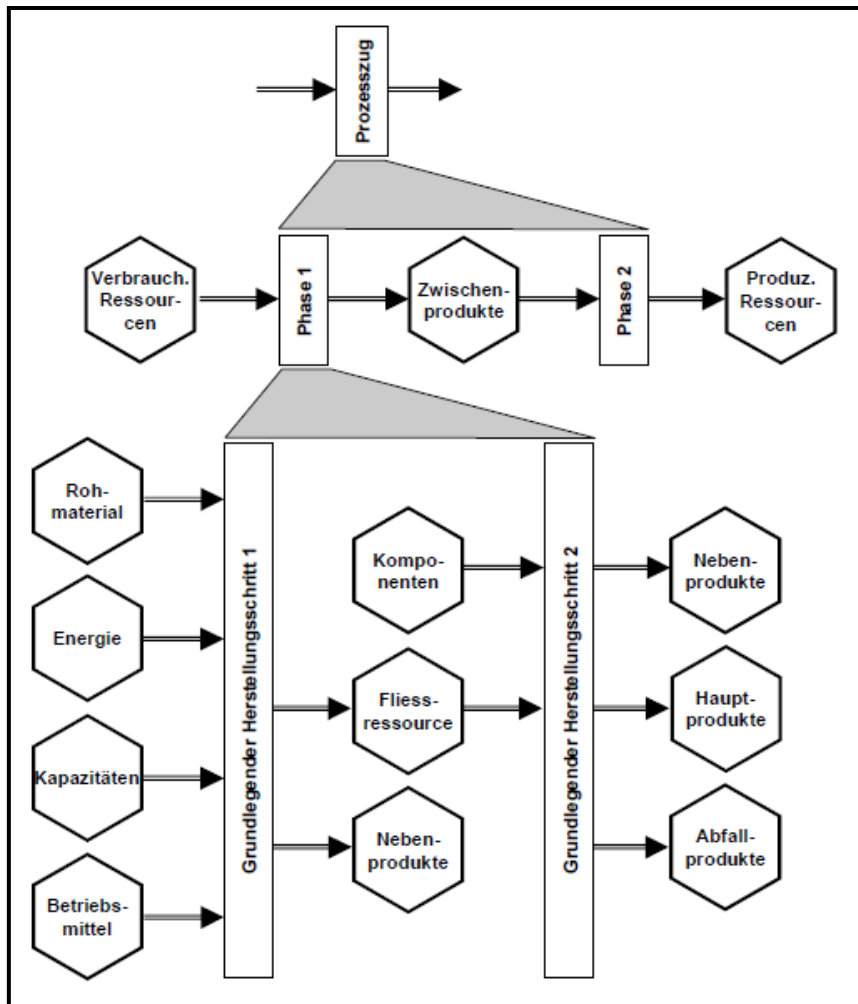 Prozesszug
Verbrauch.
Ressour-
cen
Phase 1
Zwischen-
produkte
Phase 2
Produz.
Ressour-
cen
Roh-
material
Energie
Kapazitäten
Betriebs-
mittel
Grundlegender Herstellungsschritt 1
Kompo-
nenten
Fliess-
ressource
Neben-
produkte
Grundlegender Herstellungsschritt 2
Neben-
produkte
Haupt-
produkte
Abfall-
produkte